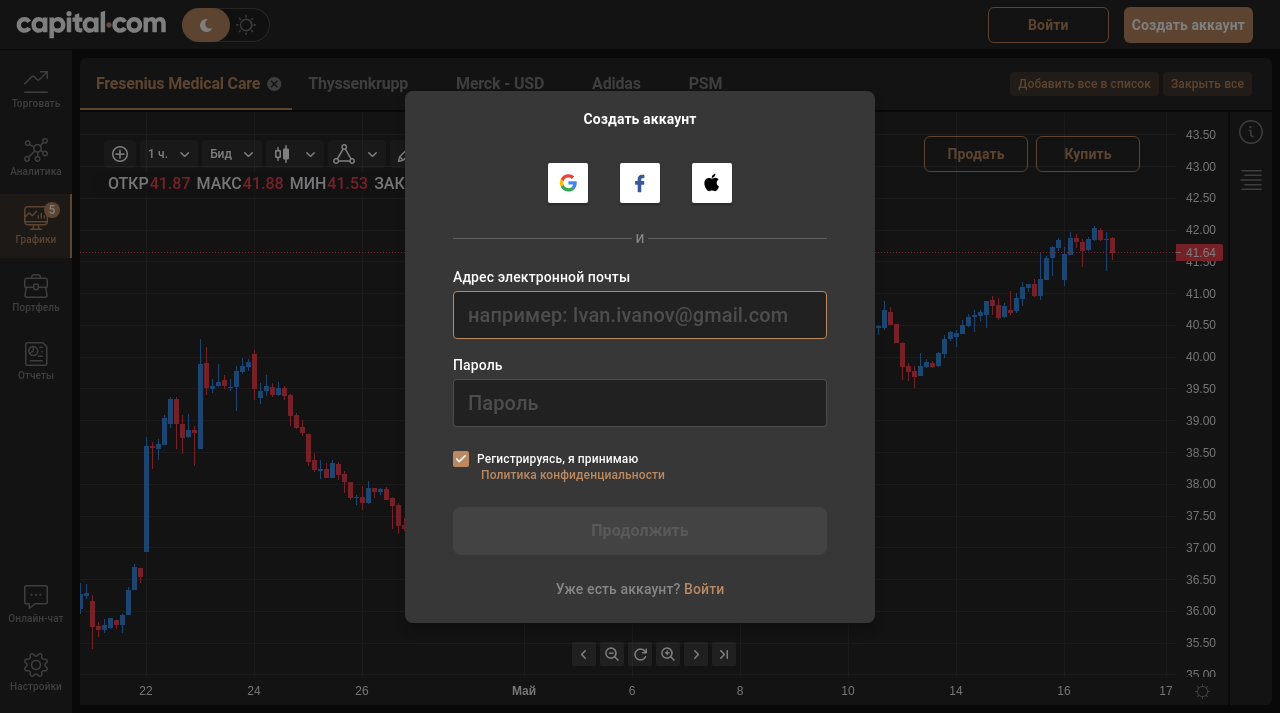 capital.com
Войти
Создать аккаунт
Fresenius Medical Care
Thyssenkrupp
Merck - USD
Adidas
PSM
Добавить все в список
Закрыть все
Торговать
Аналитика
5
Графики
Портфель
Отчеты
Онлайн-чат
Настройки
1 ч.
Бид
Продать
Купить
ОТКР41.87 МАКС41.88 МИН41.53 ЗАК
Создать аккаунт
И
Адрес электронной почты
например: Ivan.ivanov@gmail.com
Пароль
Пароль
Регистрируясь, я принимаю
Политика конфиденциальности
Продолжить
Уже есть аккаунт? Войти
43.50
43.00
42.50
42.00
41.64
41.50
41.00
40.50
40.00
39.50
39.00
38.50
38.00
37.50
37.00
36.50
36.00
35.50
35.00
22
24
26
Май
6
8
10
14
16
17